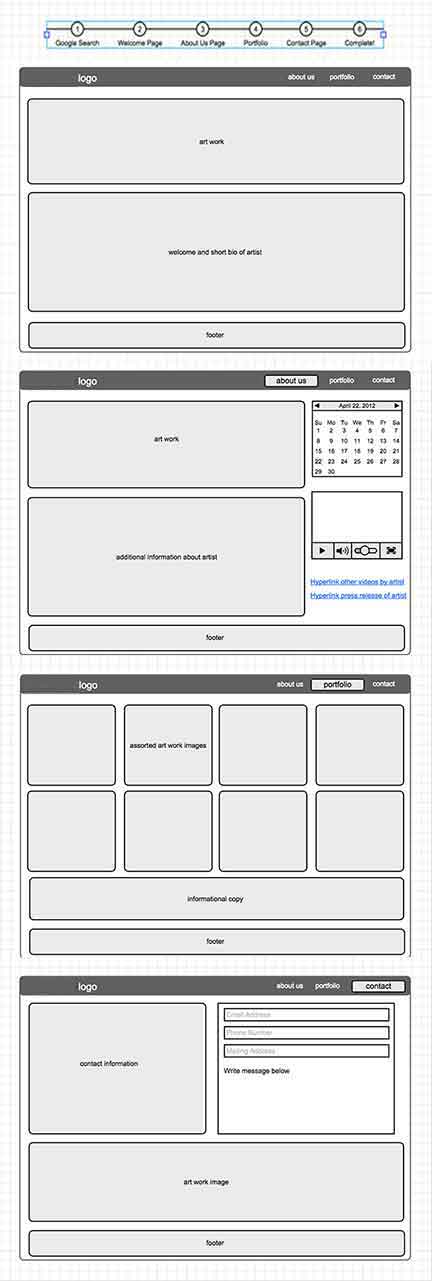 1 2 3 4 5 6
Google Search Welcome Page About Us Page Portfolio Contact Page Complete!
logo about us portfolio contact
art work
welcome and short bio of artist
footer
logo about us portfolio contact
April 22, 2012
Su Mo Tu We Th Fr Sa
1 2 3 4 5 6 7
8 9 10 11 12 13 14
15 16 17 18 19 20 21
22 23 24 25 26 27 28
29 30
art work
additional information about artist
Hyperlink other videos by artist
Hyperlink press release of artist
footer
logo about us portfolio contact
assorted art work images
informational copy
footer
logo about us portfolio contact
contact information
Email Address
Phone Number
Mailing Address
Write message below
art work image
footer